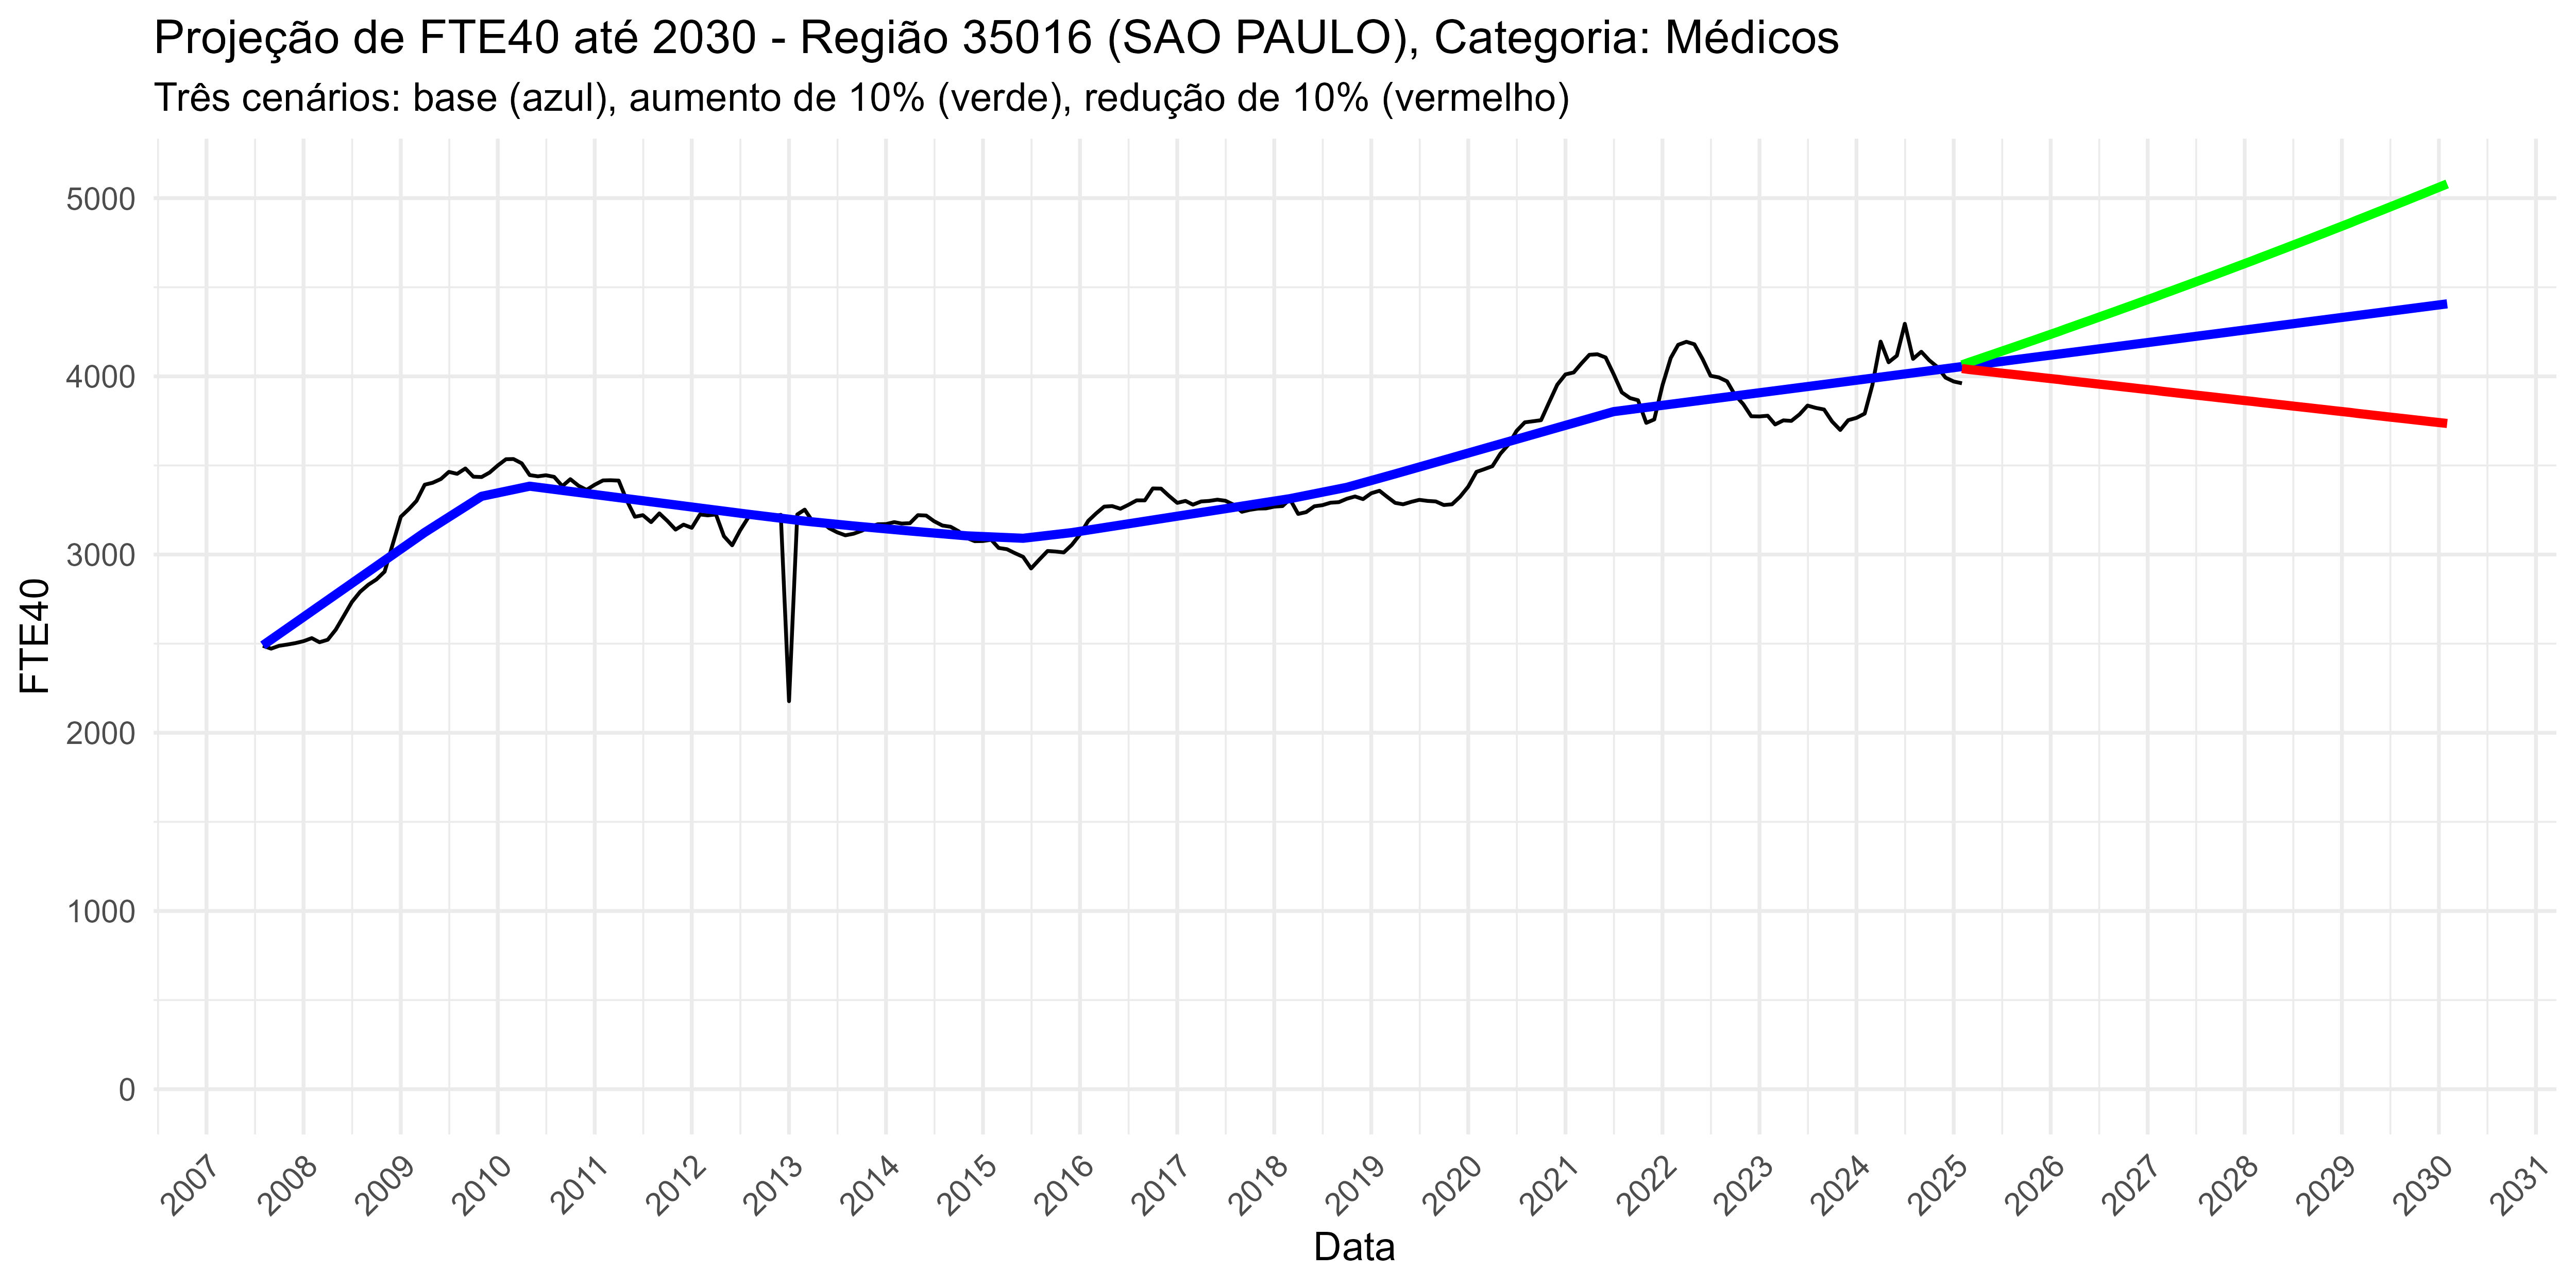 Projeção de FTE40 até 2030 - Região 35016 (SAO PAULO), Categoria: Médicos
Três cenários: base (azul), aumento de 10% (verde), redução de 10% (vermelho)
FTE40
5000
4000
3000
2000
1000
0
2007 2008 2009 2010 2011 2012 2013 2014 2015 2016 2017 2018 2019 2020 2021 2022 2023 2024 2025 2026 2027 2028 2029 2030 2031
Data